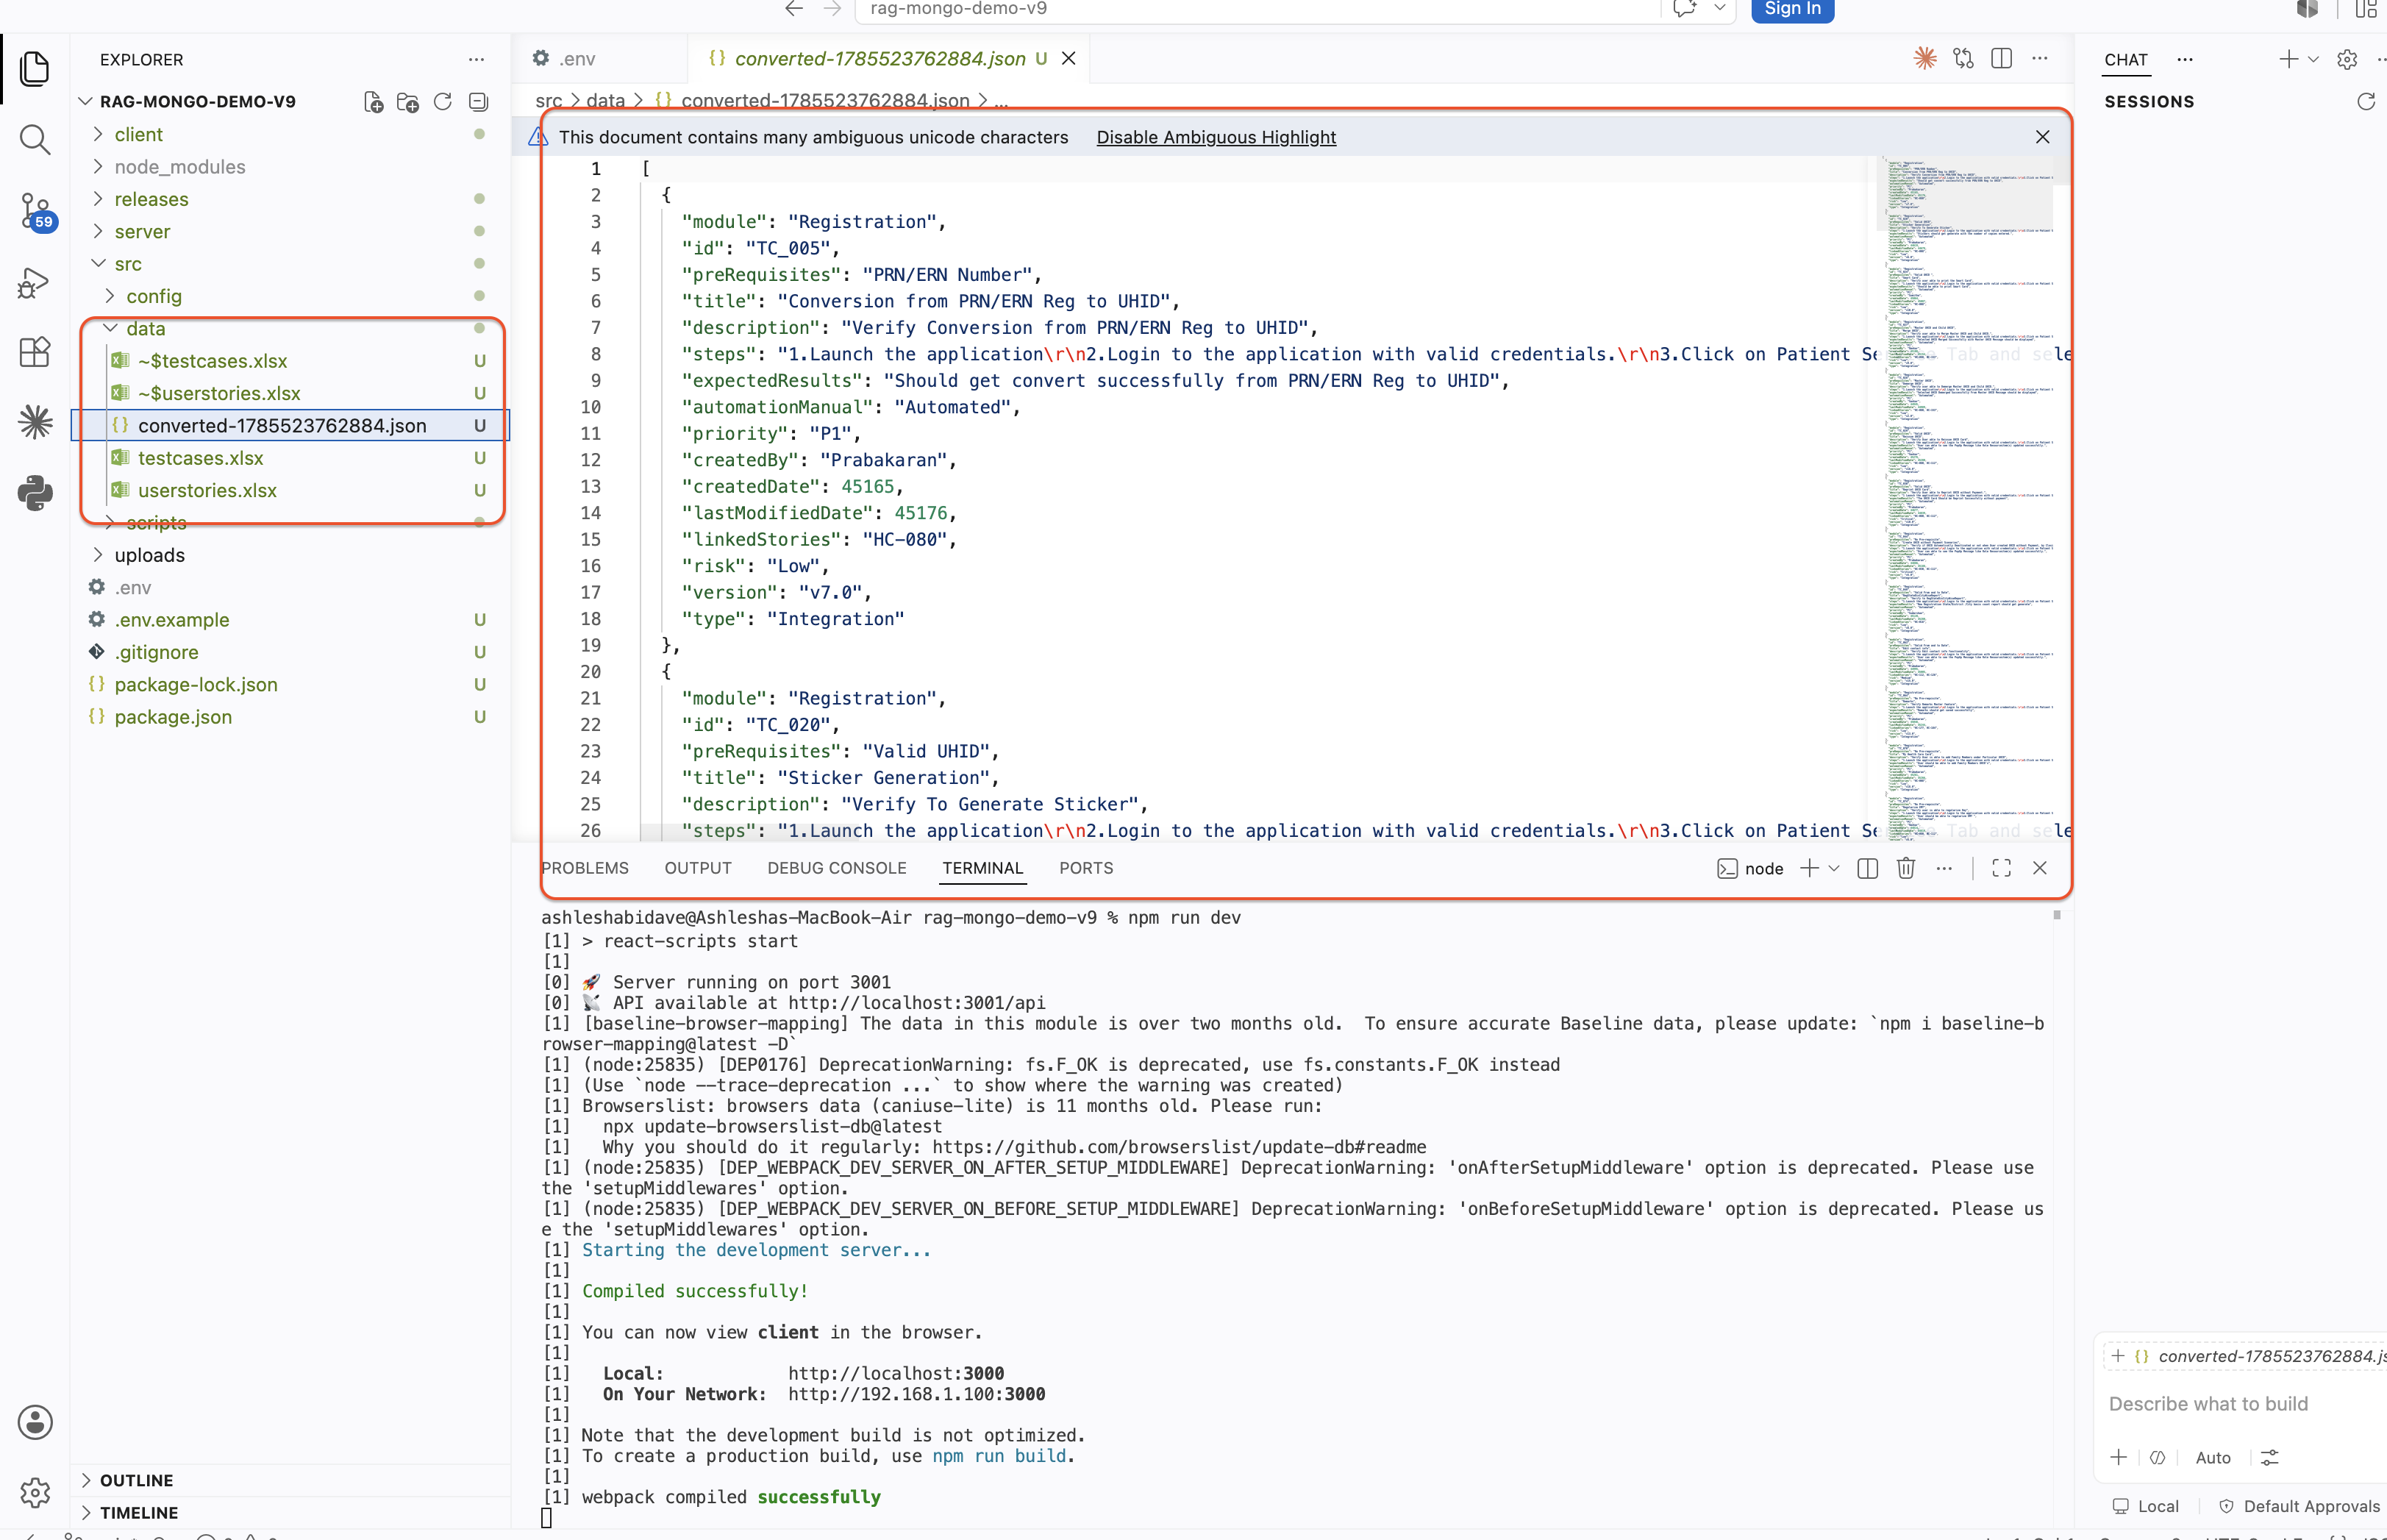 rag-mongo-demo-v9
Sign In
EXPLORER
RAG-MONGO-DEMO-V9
client
node_modules
releases
server
src
config
data
~$testcases.xlsx U
~$userstories.xlsx U
converted-1785523762884.json U
testcases.xlsx U
userstories.xlsx U
scripts
uploads
.env
.env.example U
.gitignore U
package-lock.json U
package.json U
59
OUTLINE
TIMELINE
.env
{} converted-1785523762884.json U
src > data > {} converted-1785523762884.json > ...
This document contains many ambiguous unicode characters Disable Ambiguous Highlight
1 [
2 {
3 "module": "Registration",
4 "id": "TC_005",
5 "preRequisites": "PRN/ERN Number",
6 "title": "Conversion from PRN/ERN Reg to UHID",
7 "description": "Verify Conversion from PRN/ERN Reg to UHID",
8 "steps": "1.Launch the application\r\n2.Login to the application with valid credentials.\r\n3.Click on Patient Se Tab and sele
9 "expectedResults": "Should get convert successfully from PRN/ERN Reg to UHID",
10 "automationManual": "Automated",
11 "priority": "P1",
12 "createdBy": "Prabakaran",
13 "createdDate": 45165,
14 "lastModifiedDate": 45176,
15 "linkedStories": "HC-080",
16 "risk": "Low",
17 "version": "v7.0",
18 "type": "Integration"
19 },
20 {
21 "module": "Registration",
22 "id": "TC_020",
23 "preRequisites": "Valid UHID",
24 "title": "Sticker Generation",
25 "description": "Verify To Generate Sticker",
26 "steps": "1.Launch the application\r\n2.Login to the application with valid credentials.\r\n3.Click on Patient Se Tab and sele
PROBLEMS OUTPUT DEBUG CONSOLE TERMINAL PORTS
node
ashleshabidave@Ashleshas-MacBook-Air rag-mongo-demo-v9 % npm run dev
[1] > react-scripts start
[1]
[0] 🚀 Server running on port 3001
[0] 📡 API available at http://localhost:3001/api
[1] [baseline-browser-mapping] The data in this module is over two months old.  To ensure accurate Baseline data, please update: `npm i baseline-b
rowser-mapping@latest -D`
[1] (node:25835) [DEP0176] DeprecationWarning: fs.F_OK is deprecated, use fs.constants.F_OK instead
[1] (Use `node --trace-deprecation ...` to show where the warning was created)
[1] Browserslist: browsers data (caniuse-lite) is 11 months old. Please run:
[1]   npx update-browserslist-db@latest
[1]   Why you should do it regularly: https://github.com/browserslist/update-db#readme
[1] (node:25835) [DEP_WEBPACK_DEV_SERVER_ON_AFTER_SETUP_MIDDLEWARE] DeprecationWarning: 'onAfterSetupMiddleware' option is deprecated. Please use
the 'setupMiddlewares' option.
[1] (node:25835) [DEP_WEBPACK_DEV_SERVER_ON_BEFORE_SETUP_MIDDLEWARE] DeprecationWarning: 'onBeforeSetupMiddleware' option is deprecated. Please us
e the 'setupMiddlewares' option.
[1] Starting the development server...
[1]
[1] Compiled successfully!
[1]
[1] You can now view client in the browser.
[1]
[1]   Local:            http://localhost:3000
[1]   On Your Network:  http://192.168.1.100:3000
[1]
[1] Note that the development build is not optimized.
[1] To create a production build, use npm run build.
[1]
[1] webpack compiled successfully
CHAT
SESSIONS
{} converted-1785523762884.js
Describe what to build
Auto
Local Default Approvals